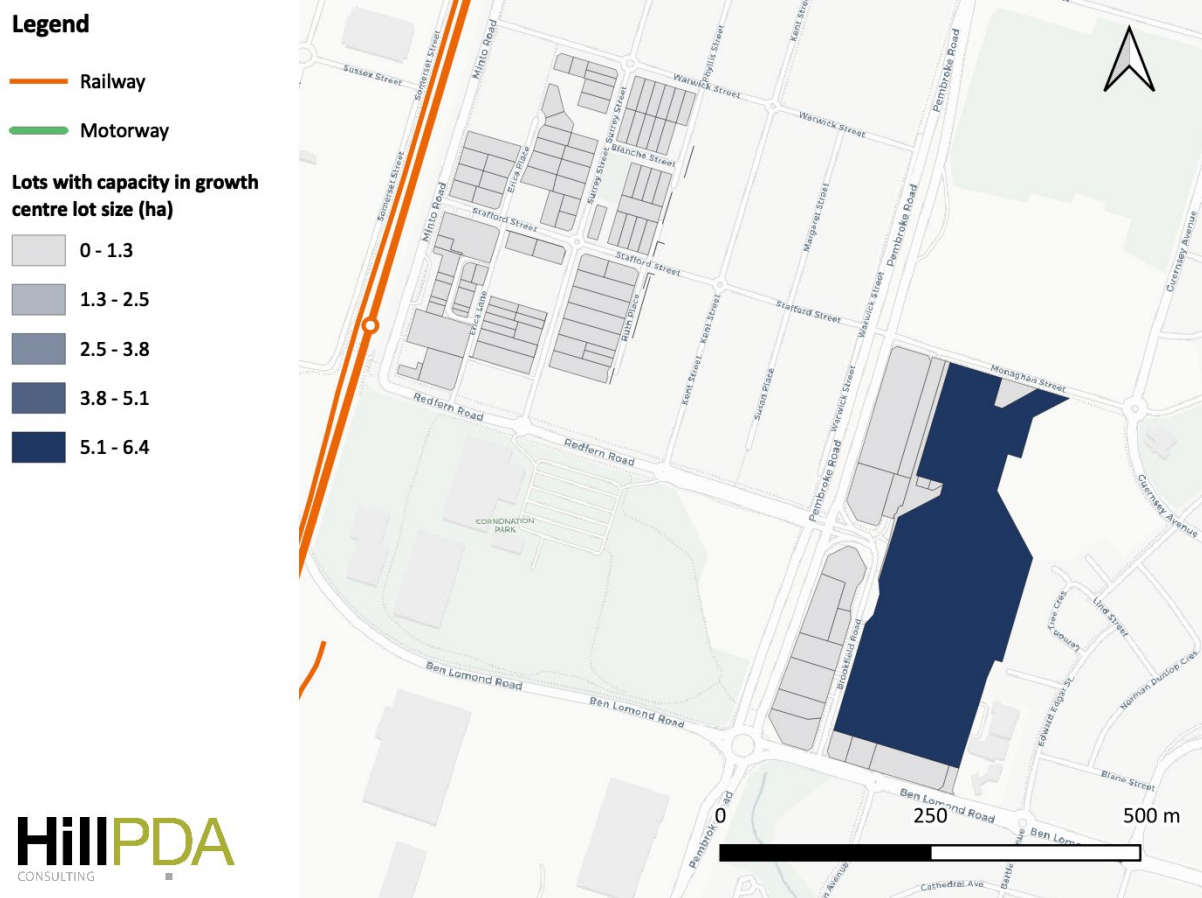 Legend
Railway
Motorway
Lots with capacity in growth
centre lot size (ha)
0 - 1.3
1.3 - 2.5
2.5 - 3.8
3.8 - 5.1
5.1 - 6.4
HillPDA
CONSULTING
Sussex Street
Somerset Street
Minto Road
Somerset Street
Minto Road
Kent Street
Phyllis Street
Warwick Street
Warwick Street
Pembroke Road
Surrey Street
Blanche Street
Erica Place
Surrey Street
Stafford Street
Stafford Street
Stafford Street
Margaret Street
Pembroke Road
Guernsey Avenue
Warwick Street
Erica Lane
Ruth Place
Kent Street
Kent Street
Susan Place
Warwick Street
Monaghan Street
Redfern Road
Redfern Road
Pembroke Road
CORONATION
PARK
Guernsey Avenue
Brookfield Road
Lind Street
Norman Dunlop Cres
Edward Edgar St
Ben Lomond Road
Ben Lomond Road
Blane Street
Ben Lomond Road
Ben Lomond
Pembroke Road
Cathedral Ave
0
250
500 m